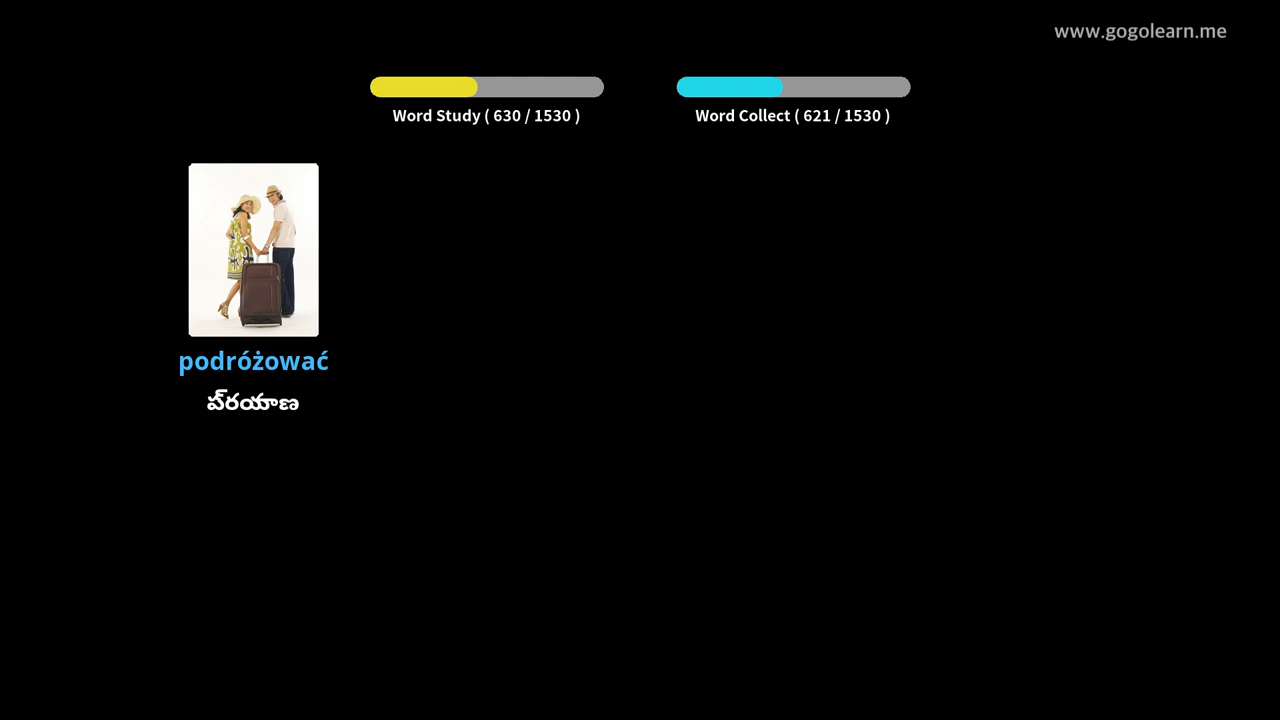 www.gogolearn.me
Word Study ( 630 / 1530 )
Word Collect ( 621 / 1530 )
podróżować
ప్రయాణ